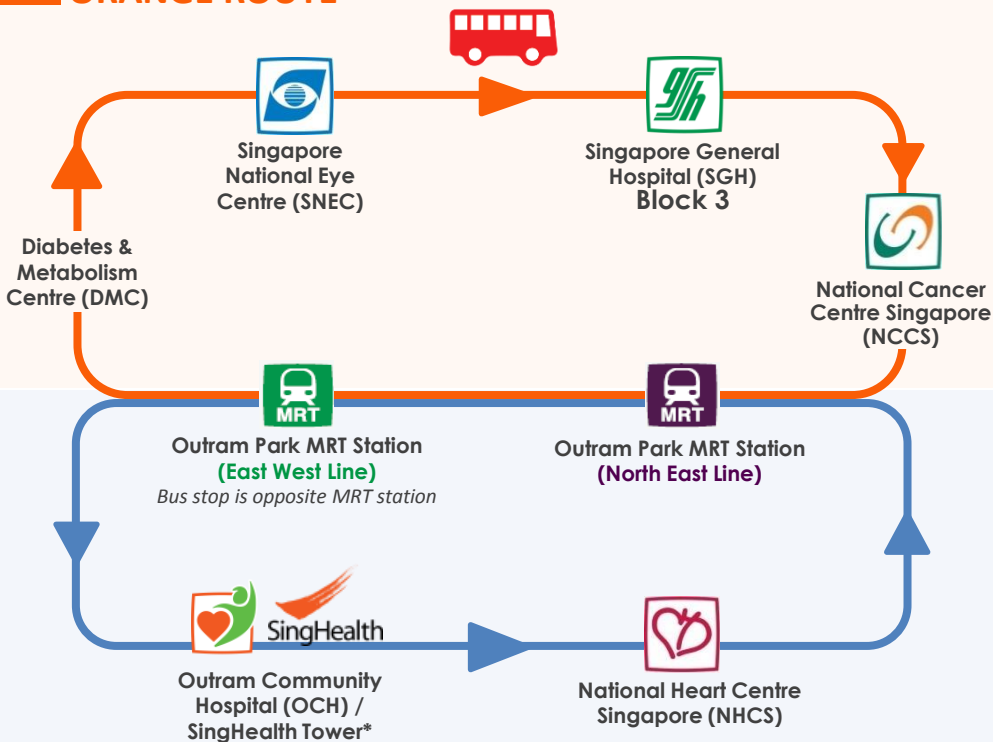 ORANGE ROUTE
Singapore
National Eye
Centre (SNEC)
Singapore General
Hospital (SGH)
Block 3
Diabetes &
Metabolism
Centre (DMC)
National Cancer
Centre Singapore
(NCCS)
MRT
MRT
Outram Park MRT Station
(East West Line)
Bus stop is opposite MRT station
Outram Park MRT Station
(North East Line)
SingHealth
Outram Community
Hospital (OCH) /
SingHealth Tower*
National Heart Centre
Singapore (NHCS)